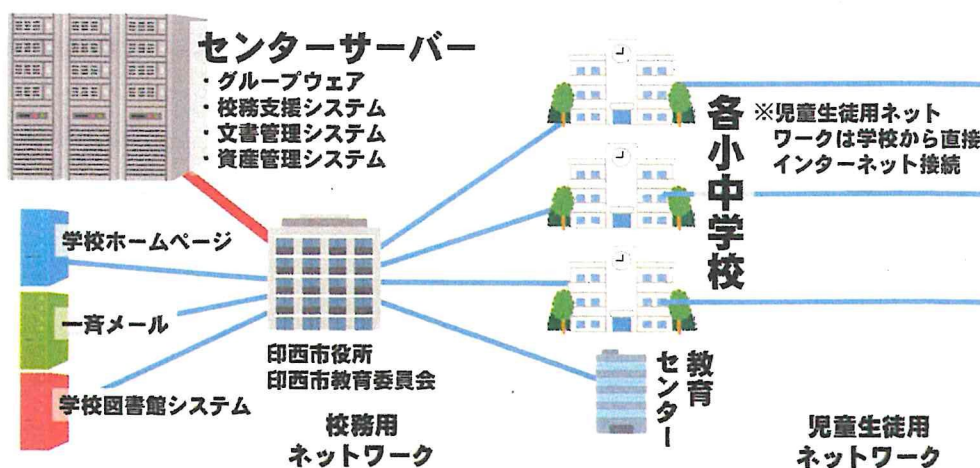 センターサーバー
・グループウェア
・校務支援システム
・文書管理システム
・資産管理システム
学校ホームページ
一斉メール
学校図書館システム
印西市役所
印西市教育委員会
校務用
ネットワーク
各小中学校
※児童生徒用ネット
ワークは学校から直接
インターネット接続
教育
センター
児童生徒用
ネットワーク